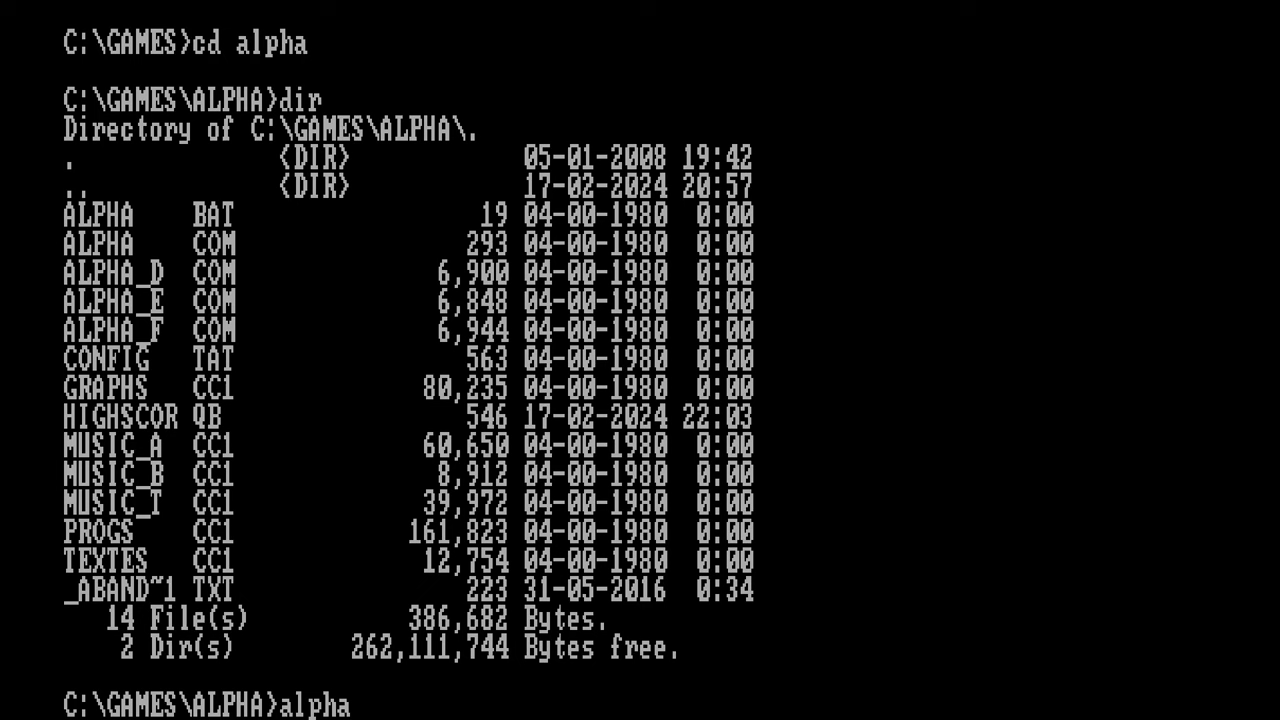 C:\GAMES>cd alpha
C:\GAMES\ALPHA>dir
Directory of C:\GAMES\ALPHA\.
. <DIR> 05-01-2008 19:42
.. <DIR> 17-02-2024 20:57
ALPHA BAT 19 04-00-1980 0:00
ALPHA COM 293 04-00-1980 0:00
ALPHA_D COM 6,900 04-00-1980 0:00
ALPHA_E COM 6,848 04-00-1980 0:00
ALPHA_F COM 6,944 04-00-1980 0:00
CONFIG TAT 563 04-00-1980 0:00
GRAPHS CC1 80,235 04-00-1980 0:00
HIGHSCOR QB 546 17-02-2024 22:03
MUSIC_A CC1 60,650 04-00-1980 0:00
MUSIC_B CC1 8,912 04-00-1980 0:00
MUSIC_T CC1 39,972 04-00-1980 0:00
PROGS CC1 161,823 04-00-1980 0:00
TEXTES CC1 12,754 04-00-1980 0:00
_ABAND~1 TXT 223 31-05-2016 0:34
14 File(s) 386,682 Bytes.
2 Dir(s) 262,111,744 Bytes free.
C:\GAMES\ALPHA>alpha